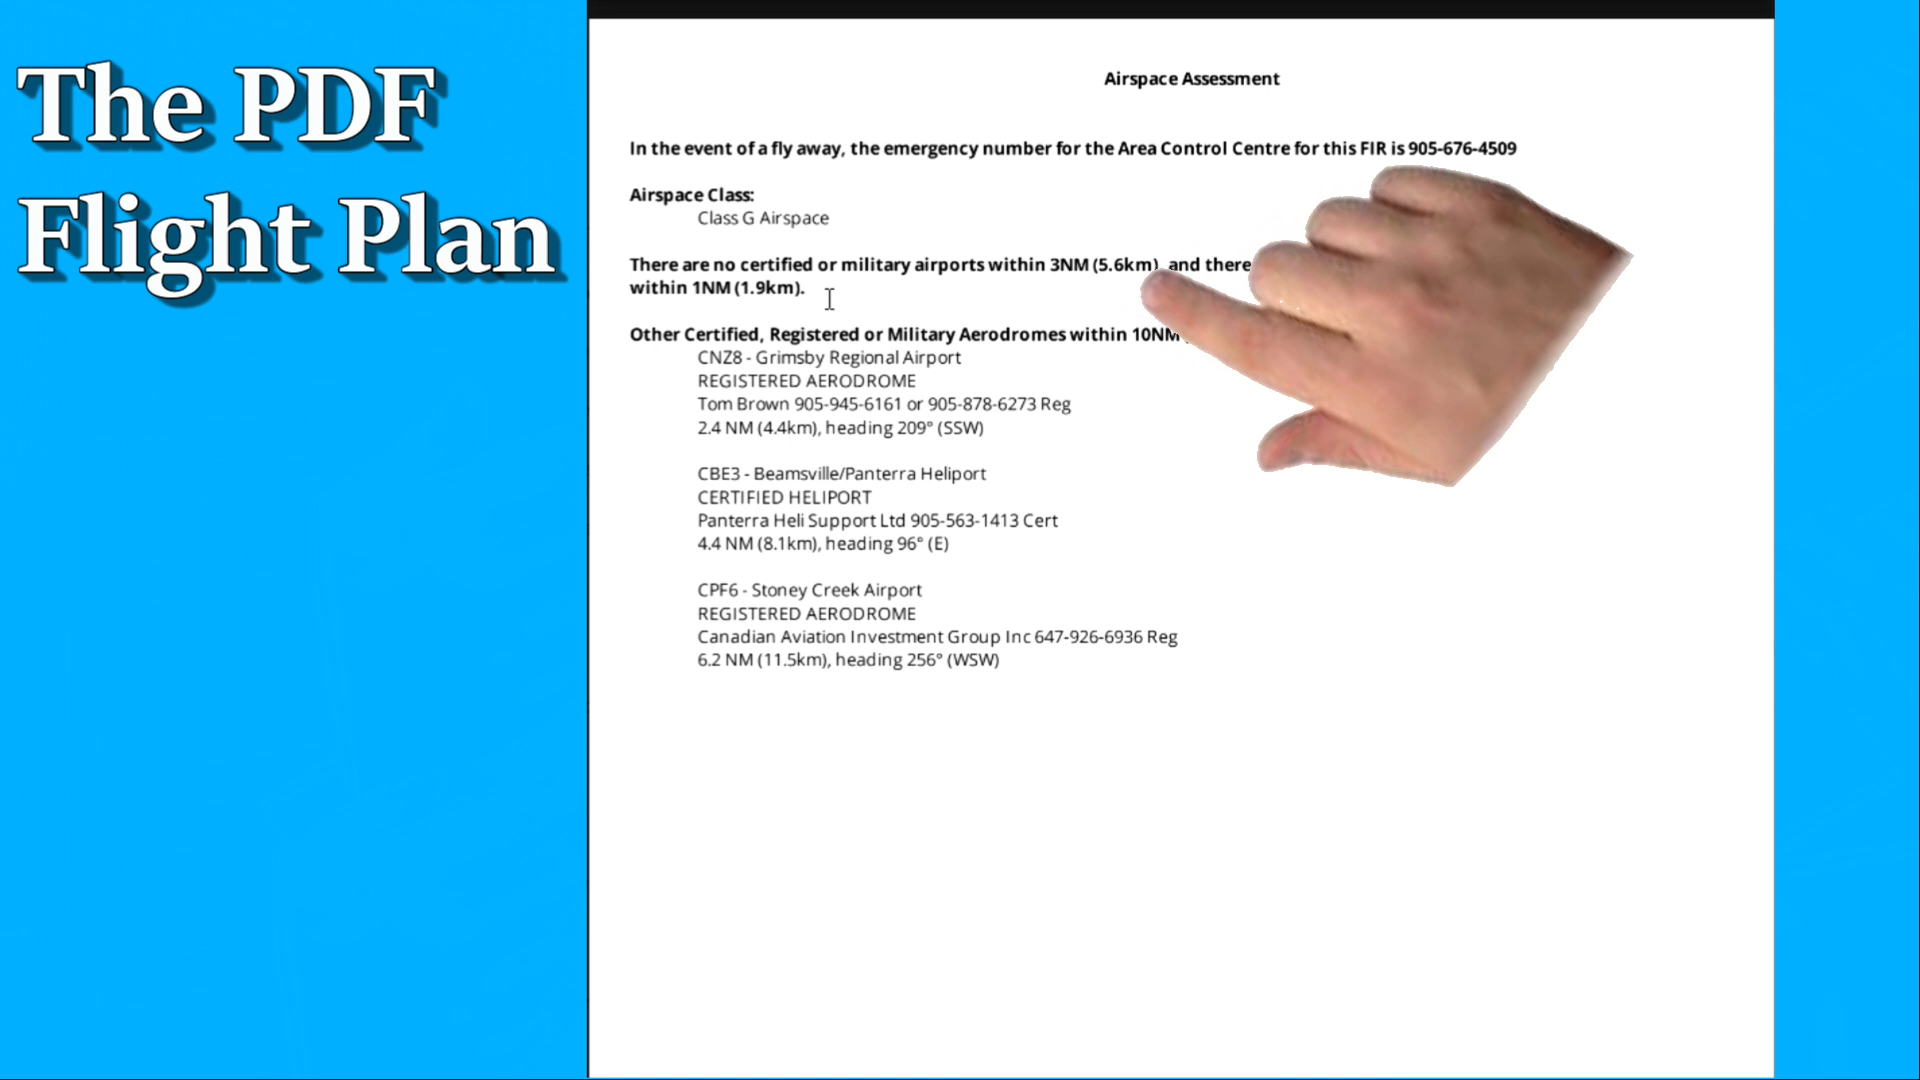 The PDF
Flight Plan
Airspace Assessment
In the event of a fly away, the emergency number for the Area Control Centre for this FIR is 905-676-4509
Airspace Class:
Class G Airspace
There are no certified or military airports within 3NM (5.6km), and there
within 1NM (1.9km).
Other Certified, Registered or Military Aerodromes within 10NM
CNZ8 - Grimsby Regional Airport
REGISTERED AERODROME
Tom Brown 905-945-6161 or 905-878-6273 Reg
2.4 NM (4.4km), heading 209° (SSW)
CBE3 - Beamsville/Panterra Heliport
CERTIFIED HELIPORT
Panterra Heli Support Ltd 905-563-1413 Cert
4.4 NM (8.1km), heading 96° (E)
CPF6 - Stoney Creek Airport
REGISTERED AERODROME
Canadian Aviation Investment Group Inc 647-926-6936 Reg
6.2 NM (11.5km), heading 256° (WSW)